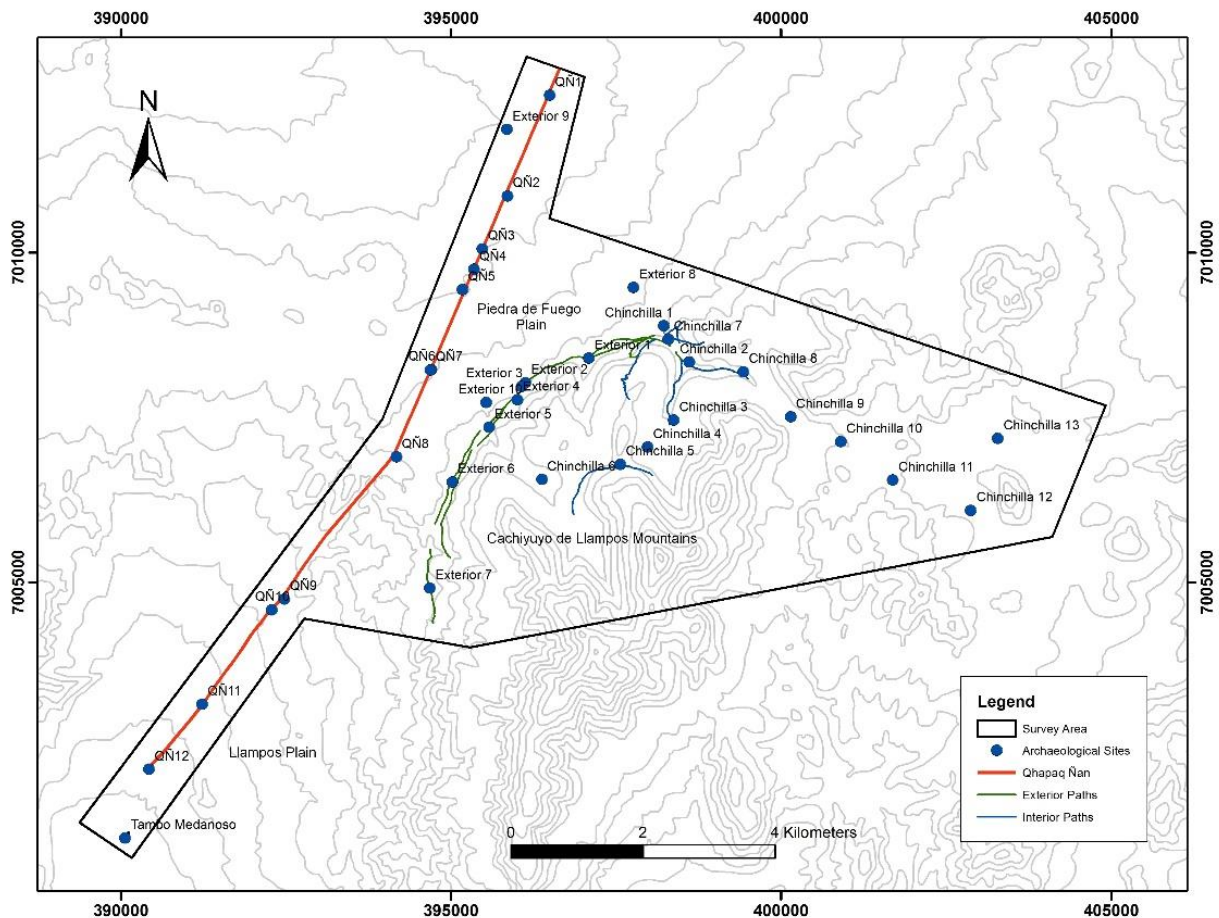 390000
395000
400000
405000
N
QÑ1
Exterior 9
QÑ2
7010000
QÑ3
7010000
QÑ4
QÑ5
Exterior 8
Piedra de Fuego
Plain
Chinchilla 1
Chinchilla 7
Exterior 1
Chinchilla 2
QÑ6QÑ7
Chinchilla 8
Exterior 3
Exterior 2
Exterior 10
Exterior 4
Exterior 5
Chinchilla 3
Chinchilla 9
Chinchilla 4
Chinchilla 10
Chinchilla 13
QÑ8
Chinchilla 5
Exterior 6
Chinchilla 6
Chinchilla 11
Chinchilla 12
Cachiyuyo de Llampos Mountains
Exterior 7
7005000
QÑ9
7005000
QÑ10
QÑ11
Llampos Plain
QÑ12
Tambo Medanoso
Legend
Survey Area
Archaeological Sites
Qhapaq Ñan
Exterior Paths
Interior Paths
0 2 4 Kilometers
390000
395000
400000
405000